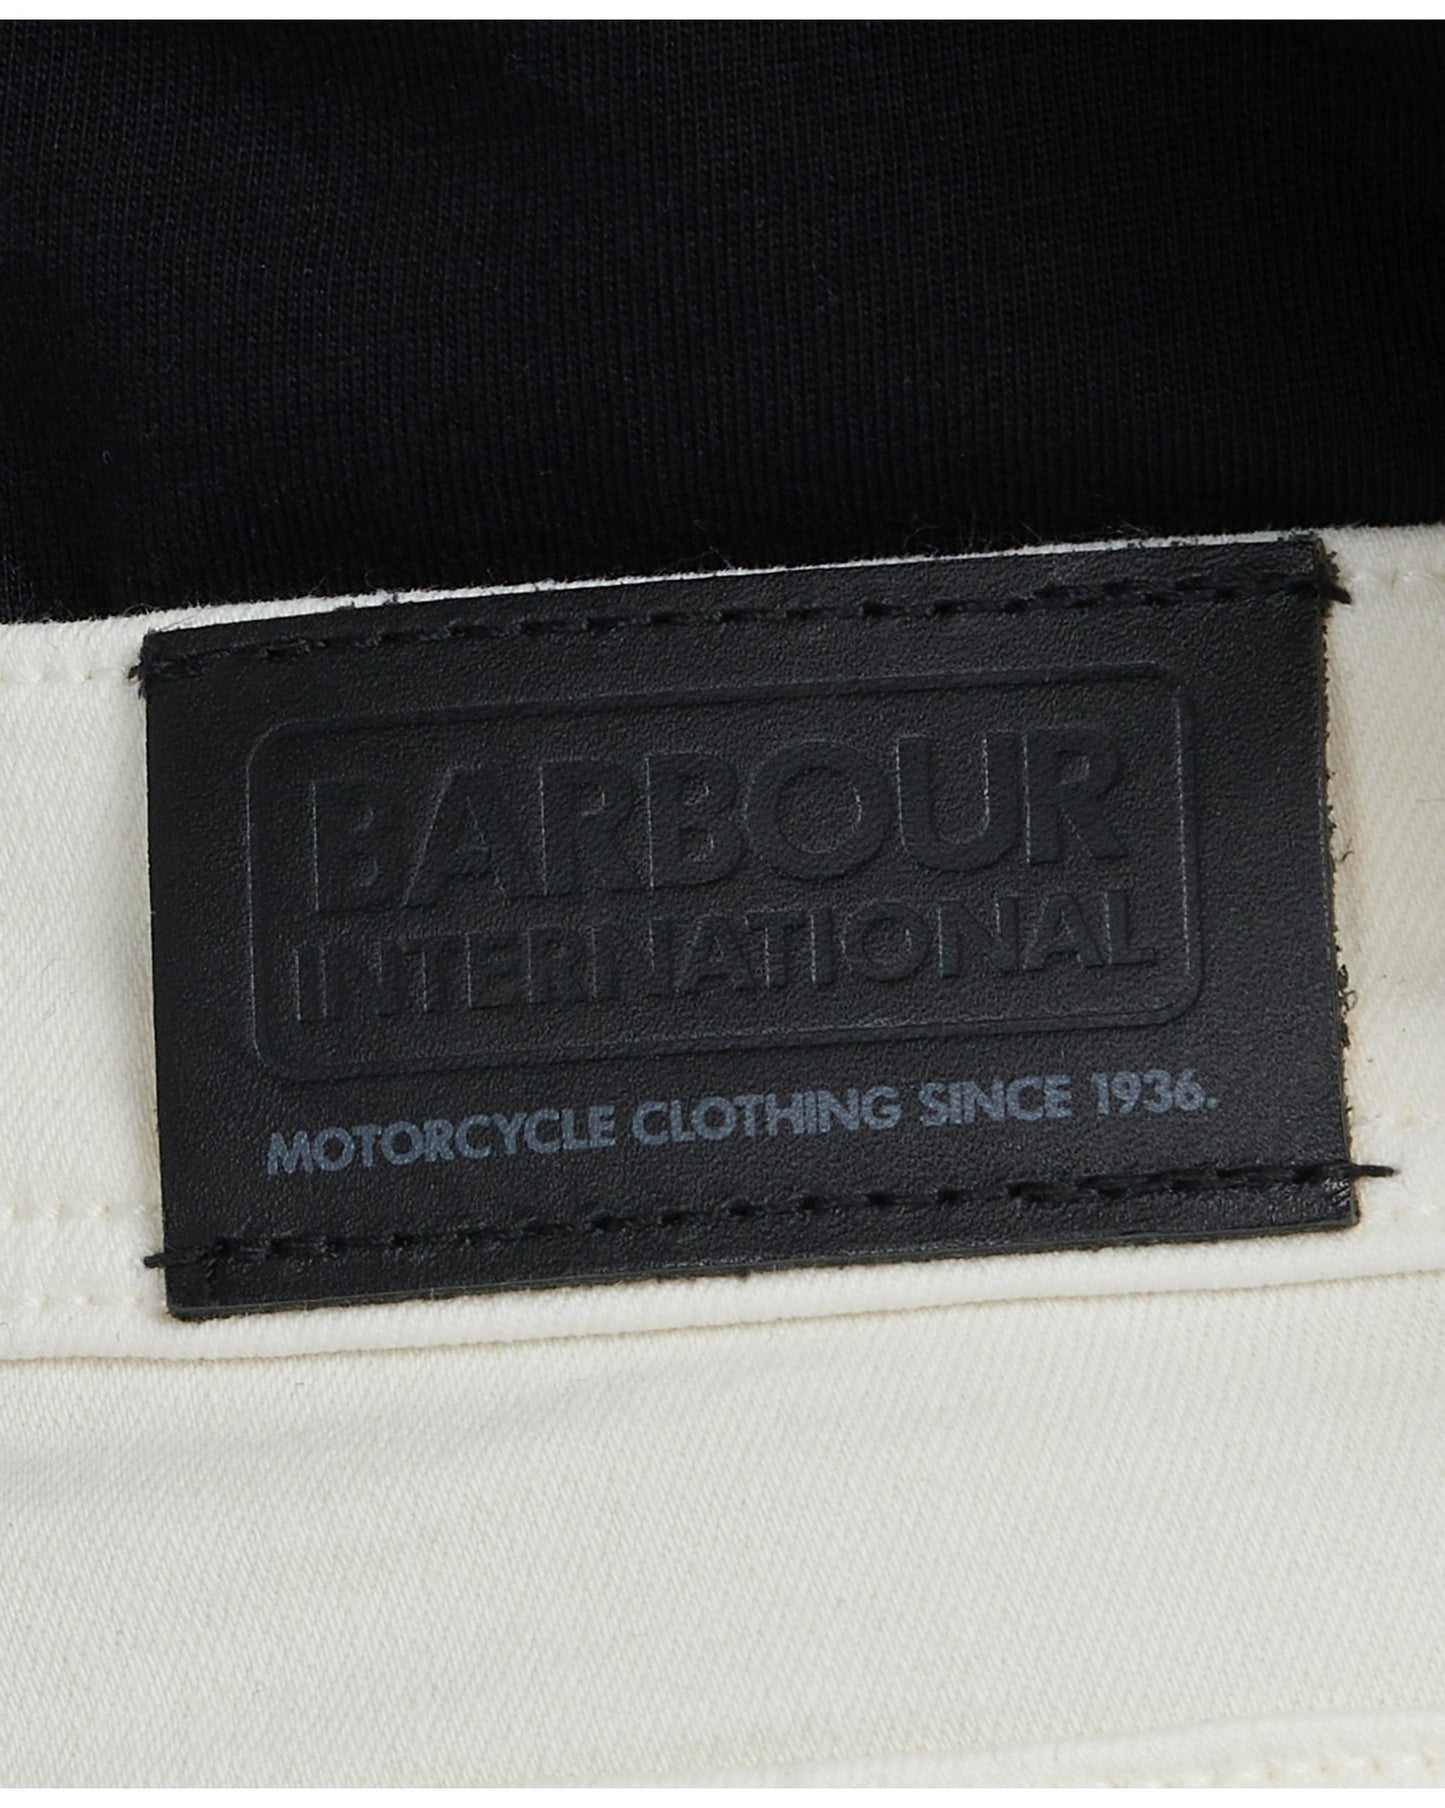 BARBOUR
INTERNATIONAL
MOTORCYCLE CLOTHING SINCE 1936.